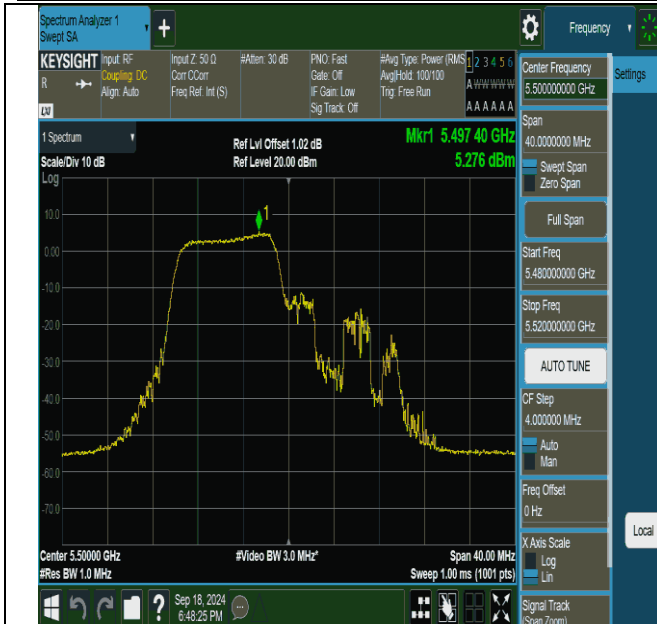 Spectrum Analyzer 1
Swept SA
Frequency
KEYSIGHT
R
LXI
Input: RF
Coupling: DC
Align: Auto
Input Z: 50 Ω
Corr CCorr
Freq Ref: Int (S)
#Atten: 30 dB
PNO: Fast
Gate: Off
IF Gain: Low
Sig Track: Off
#Avg Type: Power (RMS
Avg|Hold: 100/100
Trig: Free Run
1 2 3 4 5 6
A W W W W W
A A A A A A
Center Frequency
5.500000000 GHz
Settings
Span
40.0000000 MHz
Swept Span
Zero Span
Full Span
Start Freq
5.480000000 GHz
Stop Freq
5.520000000 GHz
AUTO TUNE
CF Step
4.000000 MHz
Auto
Man
Freq Offset
0 Hz
X Axis Scale
Log
Lin
Local
Signal Track
(Span Zoom)
1 Spectrum
Scale/Div 10 dB
Log
Ref Lvl Offset 1.02 dB
Ref Level 20.00 dBm
Mkr1 5.497 40 GHz
5.276 dBm
1
10.0
0.00
-10.0
-20.0
-30.0
-40.0
-50.0
-60.0
-70.0
Center 5.50000 GHz
#Res BW 1.0 MHz
#Video BW 3.0 MHz*
Span 40.00 MHz
Sweep 1.00 ms (1001 pts)
?
Sep 18, 2024
6:48:25 PM